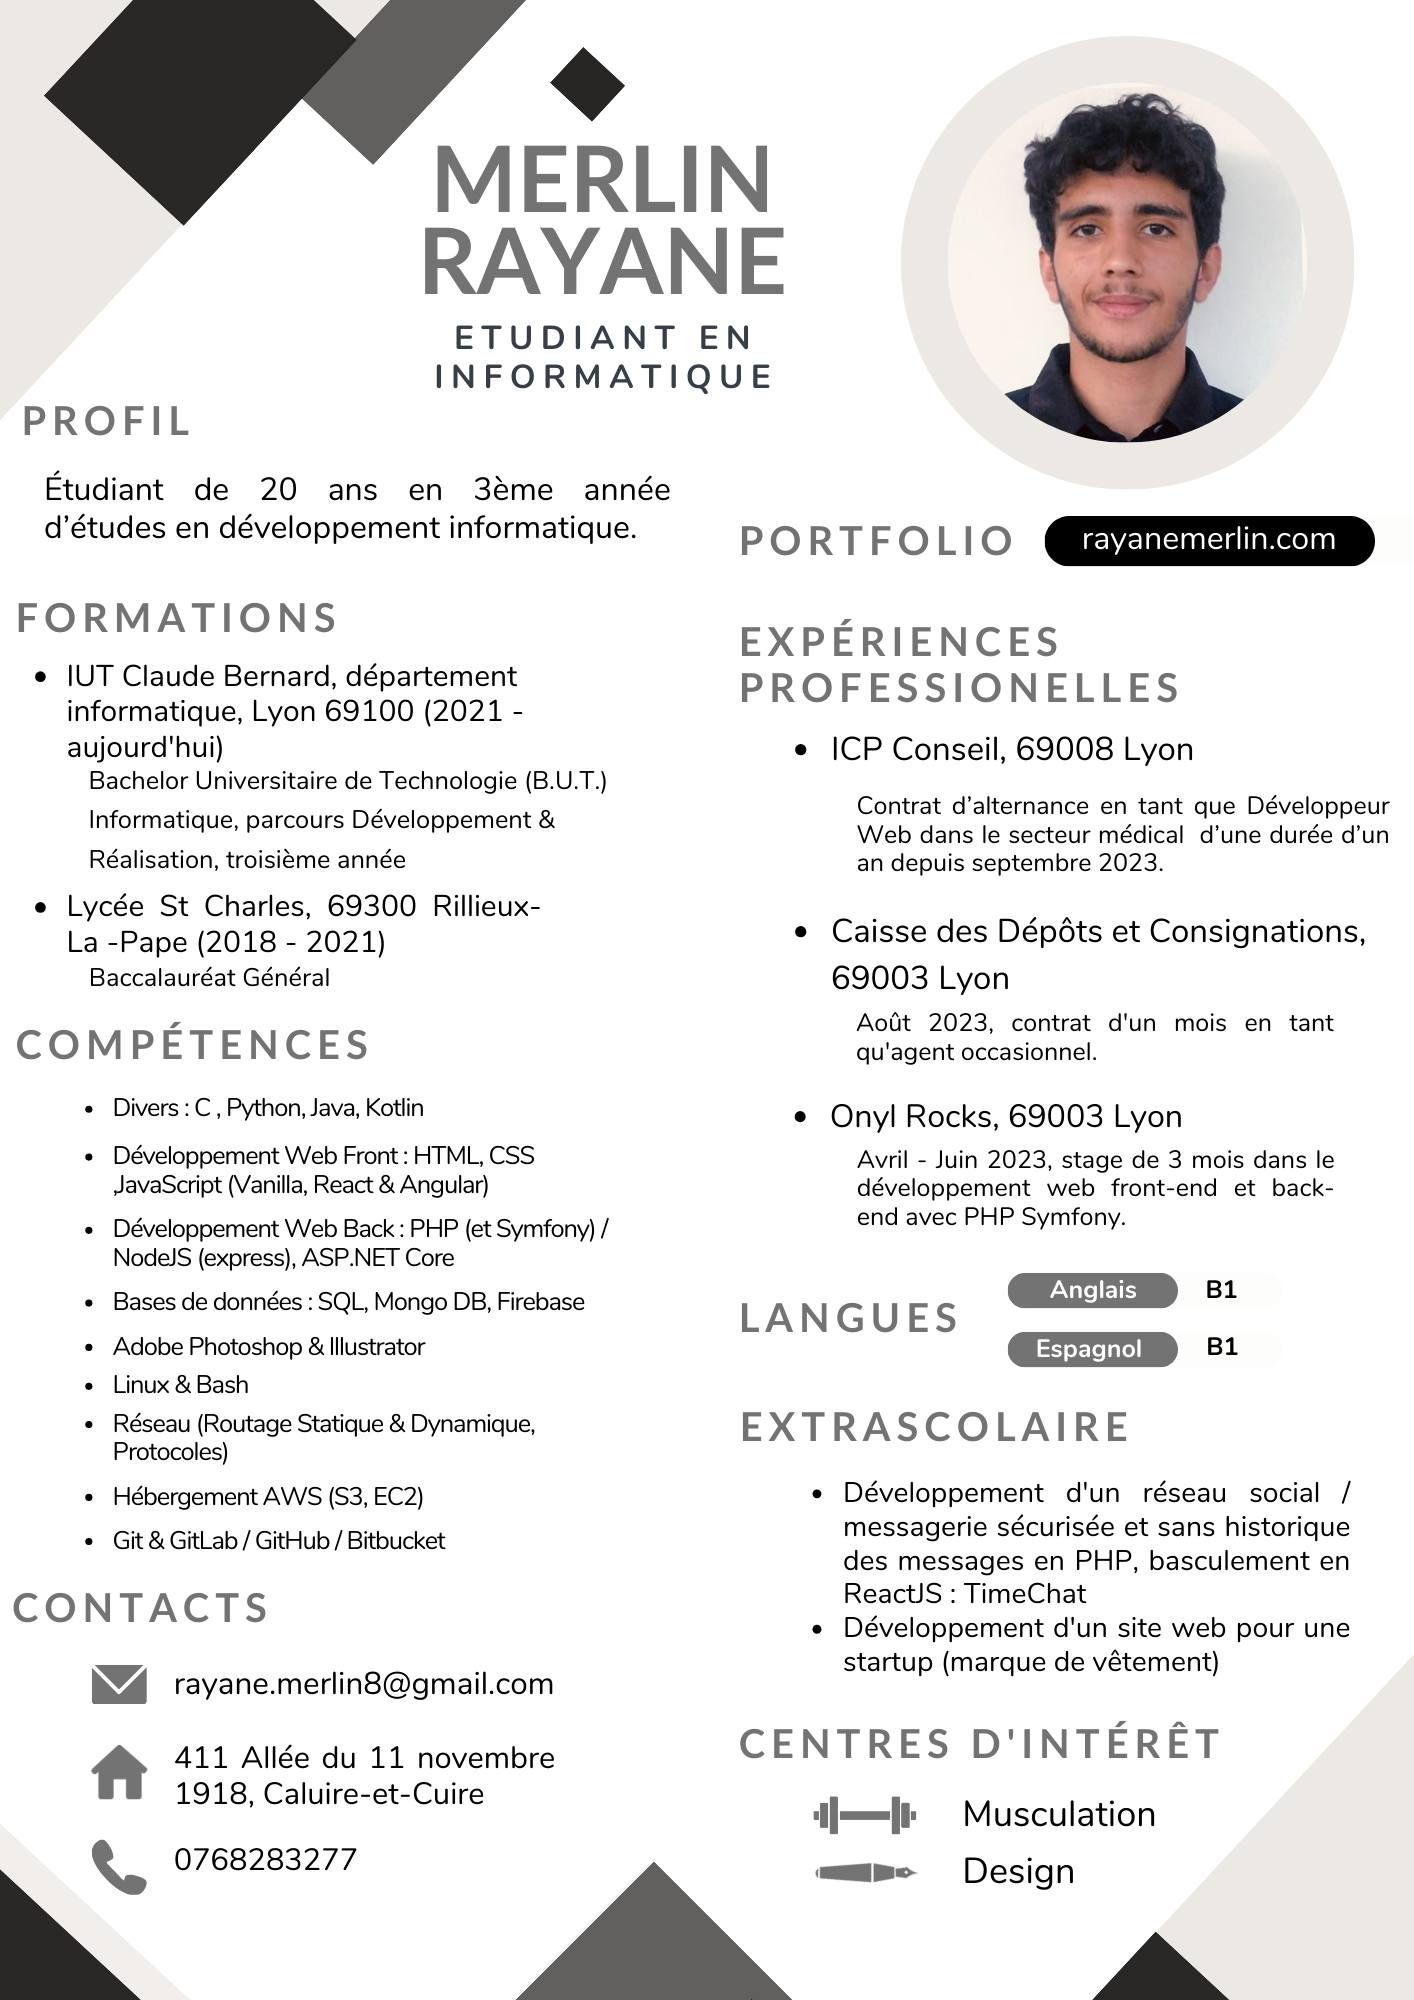 MERLIN
RAYANE
ETUDIANT EN
INFORMATIQUE
PROFIL
Étudiant de 20 ans en 3ème année
d’études en développement informatique.
FORMATIONS
• IUT Claude Bernard, département
informatique, Lyon 69100 (2021 -
aujourd'hui)
Bachelor Universitaire de Technologie (B.U.T.)
Informatique, parcours Développement &
Réalisation, troisième année
• Lycée St Charles, 69300 Rillieux-
La -Pape (2018 - 2021)
Baccalauréat Général
COMPÉTENCES
• Divers : C , Python, Java, Kotlin
• Développement Web Front : HTML, CSS
,JavaScript (Vanilla, React & Angular)
• Développement Web Back : PHP (et Symfony) /
NodeJS (express), ASP.NET Core
• Bases de données : SQL, Mongo DB, Firebase
• Adobe Photoshop & Illustrator
• Linux & Bash
• Réseau (Routage Statique & Dynamique,
Protocoles)
• Hébergement AWS (S3, EC2)
• Git & GitLab / GitHub / Bitbucket
CONTACTS
rayane.merlin8@gmail.com
411 Allée du 11 novembre
1918, Caluire-et-Cuire
0768283277
PORTFOLIO rayanemerlin.com
EXPÉRIENCES
PROFESSIONELLES
• ICP Conseil, 69008 Lyon
Contrat d’alternance en tant que Développeur
Web dans le secteur médical d’une durée d’un
an depuis septembre 2023.
• Caisse des Dépôts et Consignations,
69003 Lyon
Août 2023, contrat d'un mois en tant
qu'agent occasionnel.
• Onyl Rocks, 69003 Lyon
Avril - Juin 2023, stage de 3 mois dans le
développement web front-end et back-
end avec PHP Symfony.
LANGUES
Anglais B1
Espagnol B1
EXTRASCOLAIRE
• Développement d'un réseau social /
messagerie sécurisée et sans historique
des messages en PHP, basculement en
ReactJS : TimeChat
• Développement d'un site web pour une
startup (marque de vêtement)
CENTRES D'INTÉRÊT
Musculation
Design